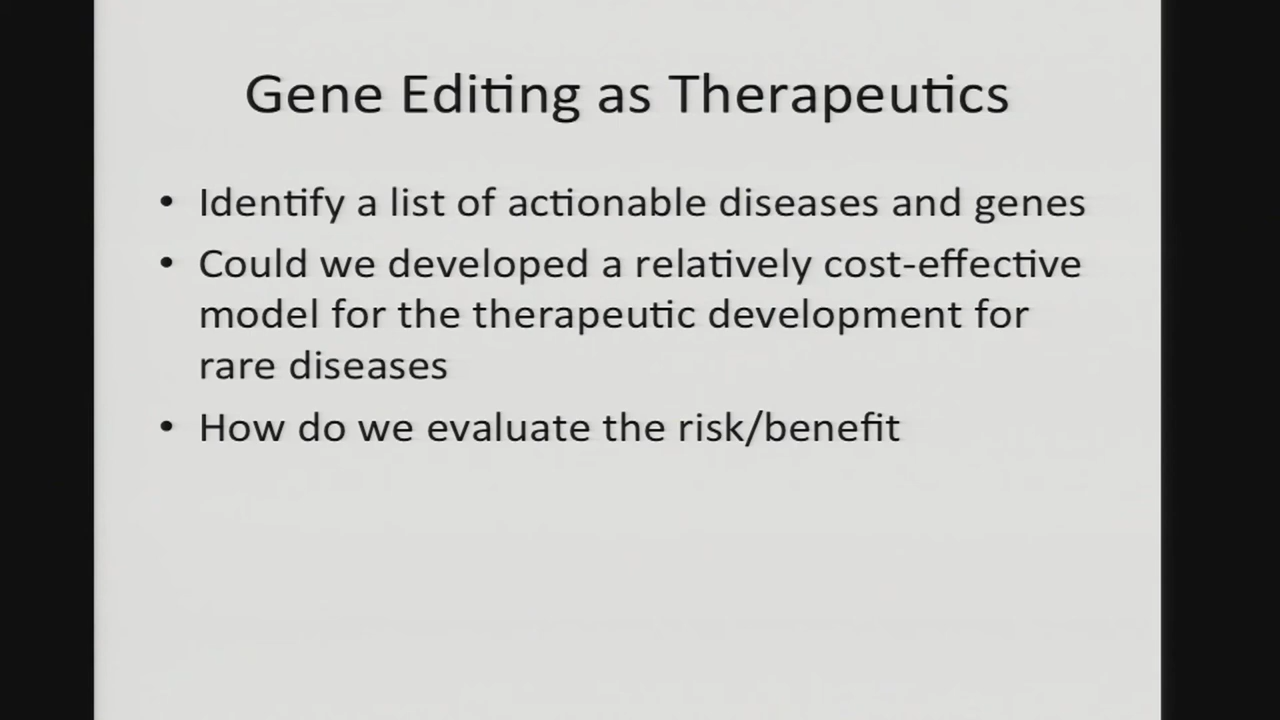 Gene Editing as Therapeutics
• Identify a list of actionable diseases and genes
• Could we developed a relatively cost-effective
model for the therapeutic development for
rare diseases
• How do we evaluate the risk/benefit